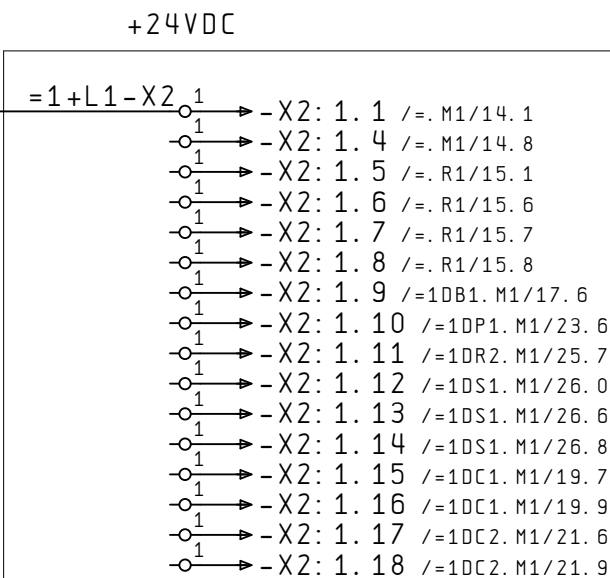 +24VDC
=1+L1-X2 1 -X2:1.1 /=.M1/14.1
1 -X2:1.4 /=.M1/14.8
1 -X2:1.5 /=.R1/15.1
1 -X2:1.6 /=.R1/15.6
1 -X2:1.7 /=.R1/15.7
1 -X2:1.8 /=.R1/15.8
1 -X2:1.9 /=1DB1.M1/17.6
1 -X2:1.10 /=1DP1.M1/23.6
1 -X2:1.11 /=1DR2.M1/25.7
1 -X2:1.12 /=1DS1.M1/26.0
1 -X2:1.13 /=1DS1.M1/26.6
1 -X2:1.14 /=1DS1.M1/26.8
1 -X2:1.15 /=1DC1.M1/19.7
1 -X2:1.16 /=1DC1.M1/19.9
1 -X2:1.17 /=1DC2.M1/21.6
1 -X2:1.18 /=1DC2.M1/21.9